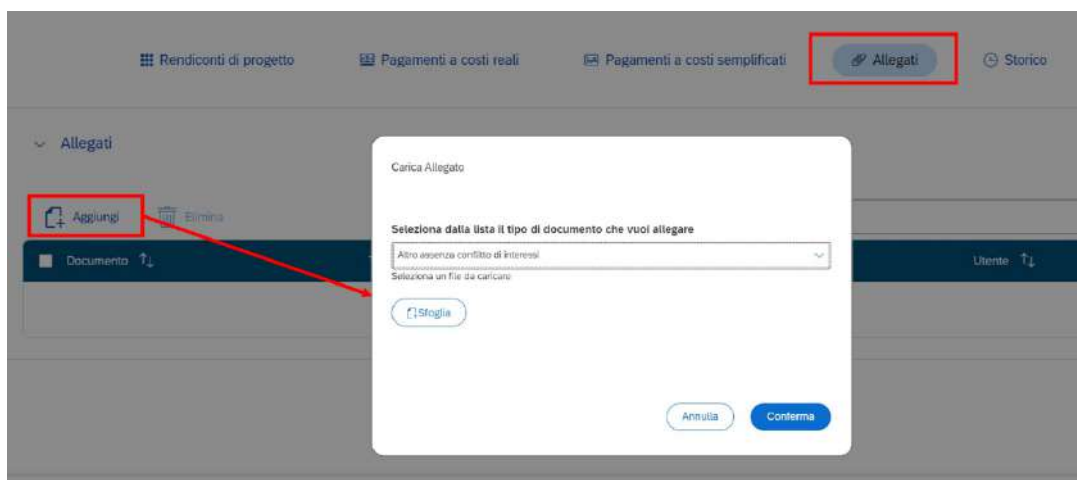 Rendiconti di progetto Pagamenti a costi reali Pagamenti a costi semplificati Allegati Storico
Allegati
Carica Allegato
Aggiungi Elimina
Seleziona dalla lista il tipo di documento che vuoi allegare
Altro assenza conflitto di interessi
Documento Utente
Seleziona un file da caricare
Sfoglia
Annulla Conferma